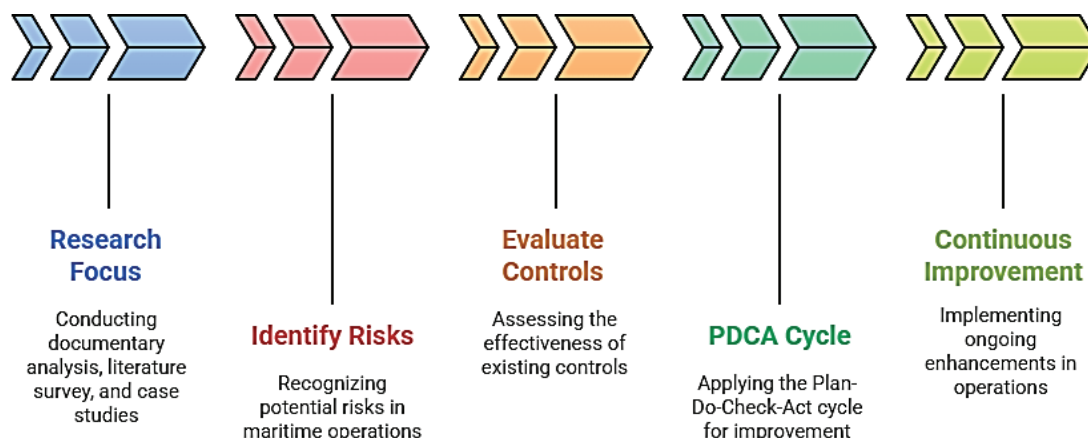 Research
Focus
Conducting
documentary
analysis, literature
survey, and case
studies
Identify Risks
Recognizing
potential risks in
maritime operations
Evaluate
Controls
Assessing the
effectiveness of
existing controls
PDCA Cycle
Applying the Plan-
Do-Check-Act cycle
for improvement
Continuous
Improvement
Implementing
ongoing
enhancements in
operations